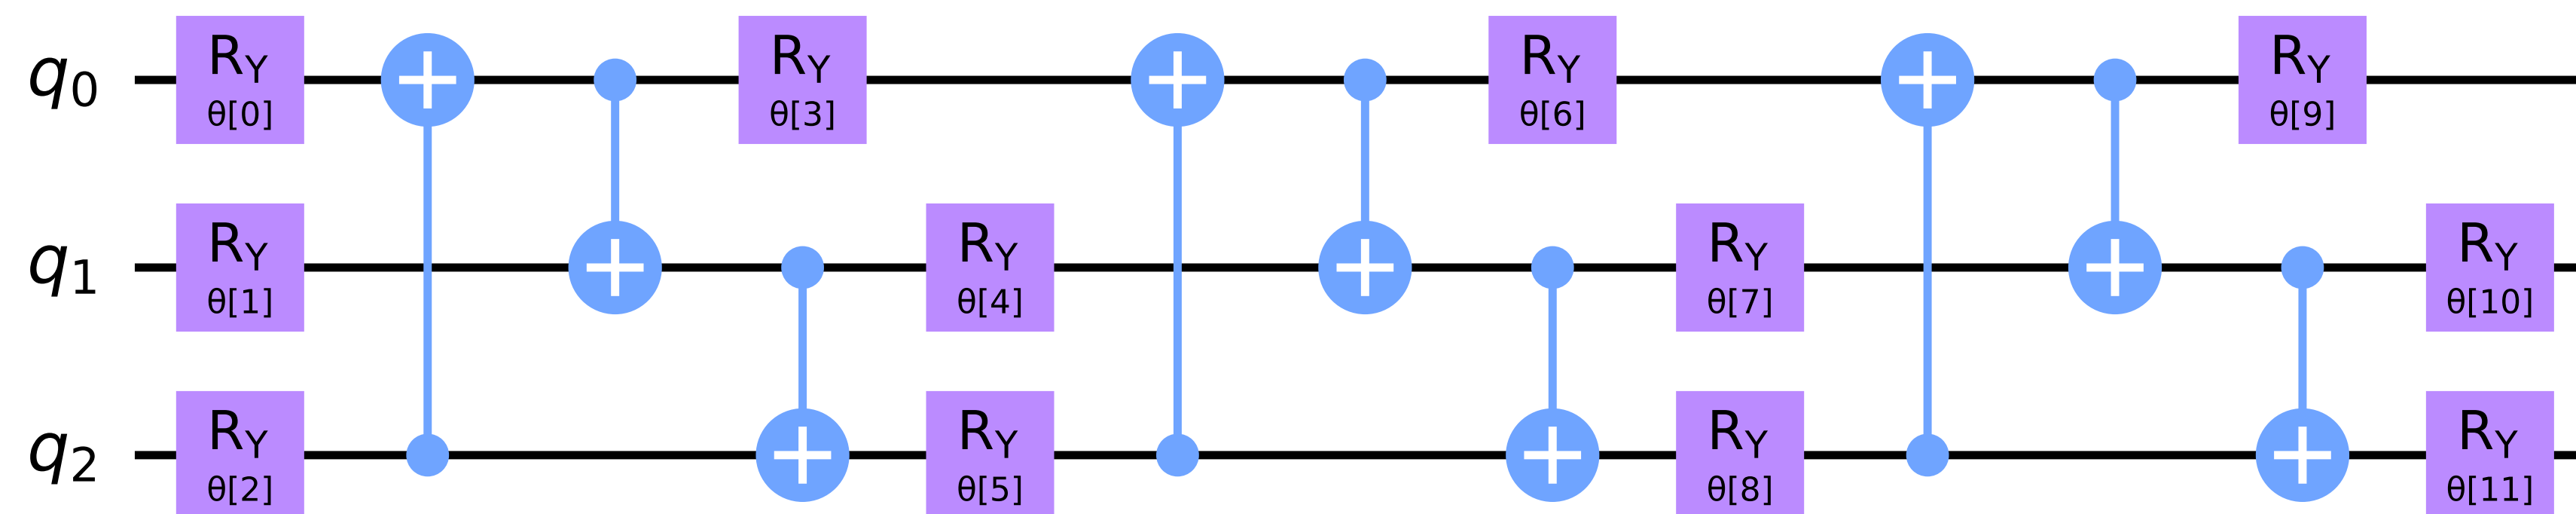 q0 RY θ[0] RY θ[3] RY θ[6] RY θ[9]
q1 RY θ[1] RY θ[4] RY θ[7] RY θ[10]
q2 RY θ[2] RY θ[5] RY θ[8] RY θ[11]